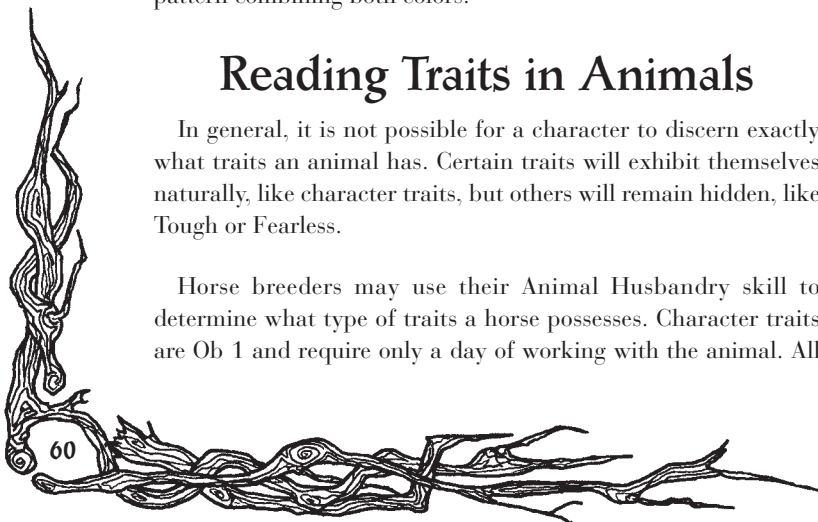 pattern combining both colors.
Reading Traits in Animals
In general, it is not possible for a character to discern exactly
what traits an animal has. Certain traits will exhibit themselves
naturally, like character traits, but others will remain hidden, like
Tough or Fearless.
Horse breeders may use their Animal Husbandry skill to
determine what type of traits a horse possesses. Character traits
are Ob 1 and require only a day of working with the animal. All
60